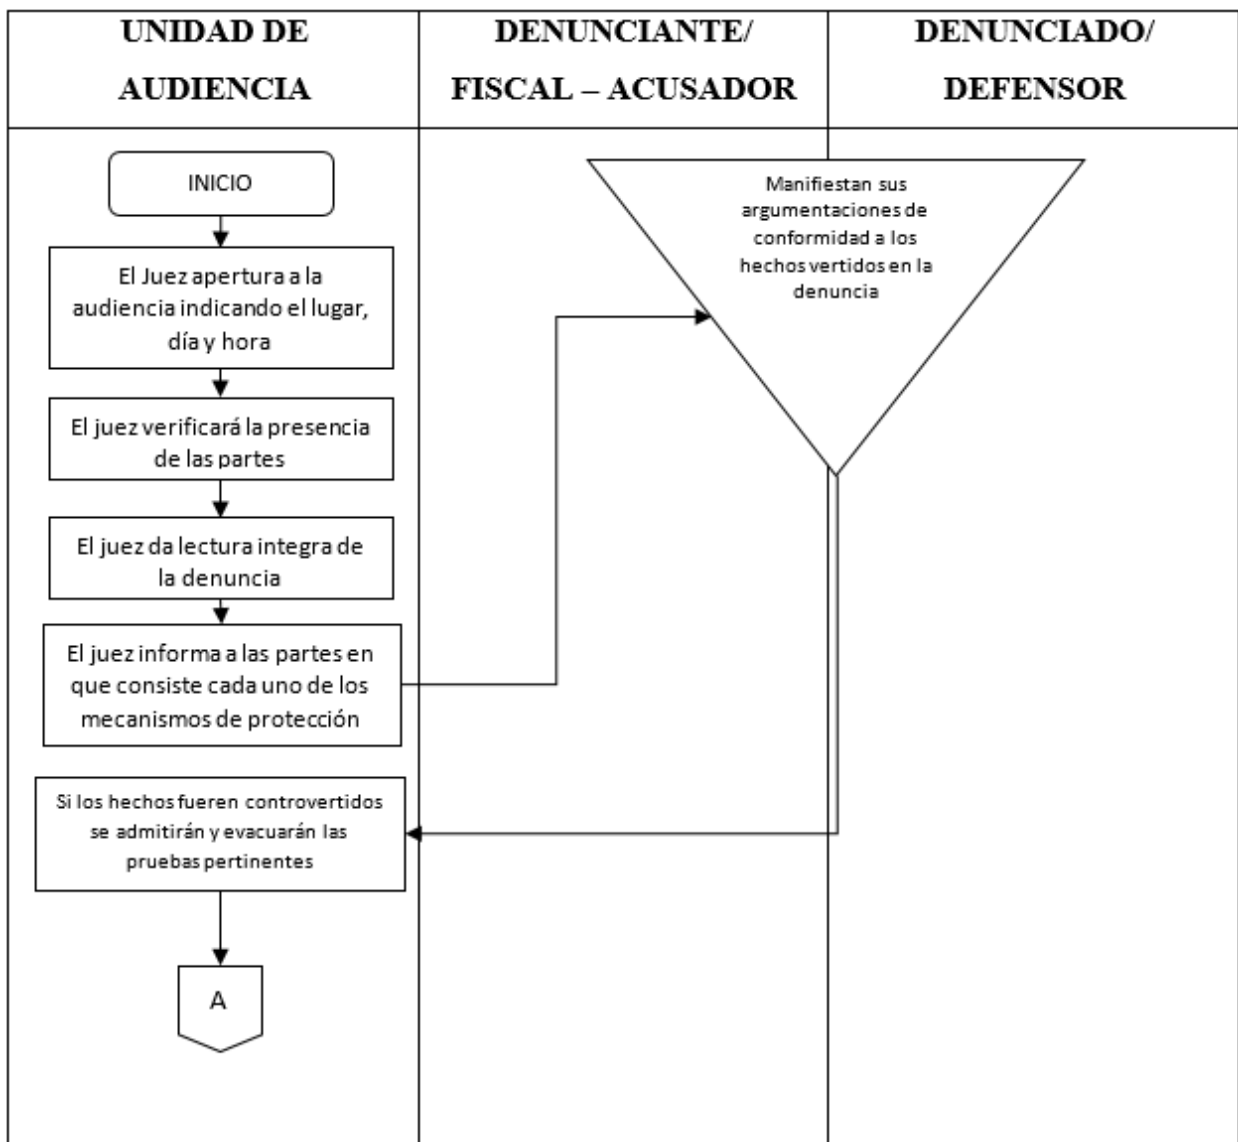 UNIDAD DE
AUDIENCIA
DENUNCIANTE/
FISCAL – ACUSADOR
DENUNCIADO/
DEFENSOR
INICIO
El Juez apertura a la
audiencia indicando el lugar,
día y hora
El juez verificará la presencia
de las partes
El juez da lectura integra de
la denuncia
El juez informa a las partes en
que consiste cada uno de los
mecanismos de protección
Manifiestan sus
argumentaciones de
conformidad a los
hechos vertidos en la
denuncia
Si los hechos fueren controvertidos
se admitirán y evacuarán las
pruebas pertinentes
A